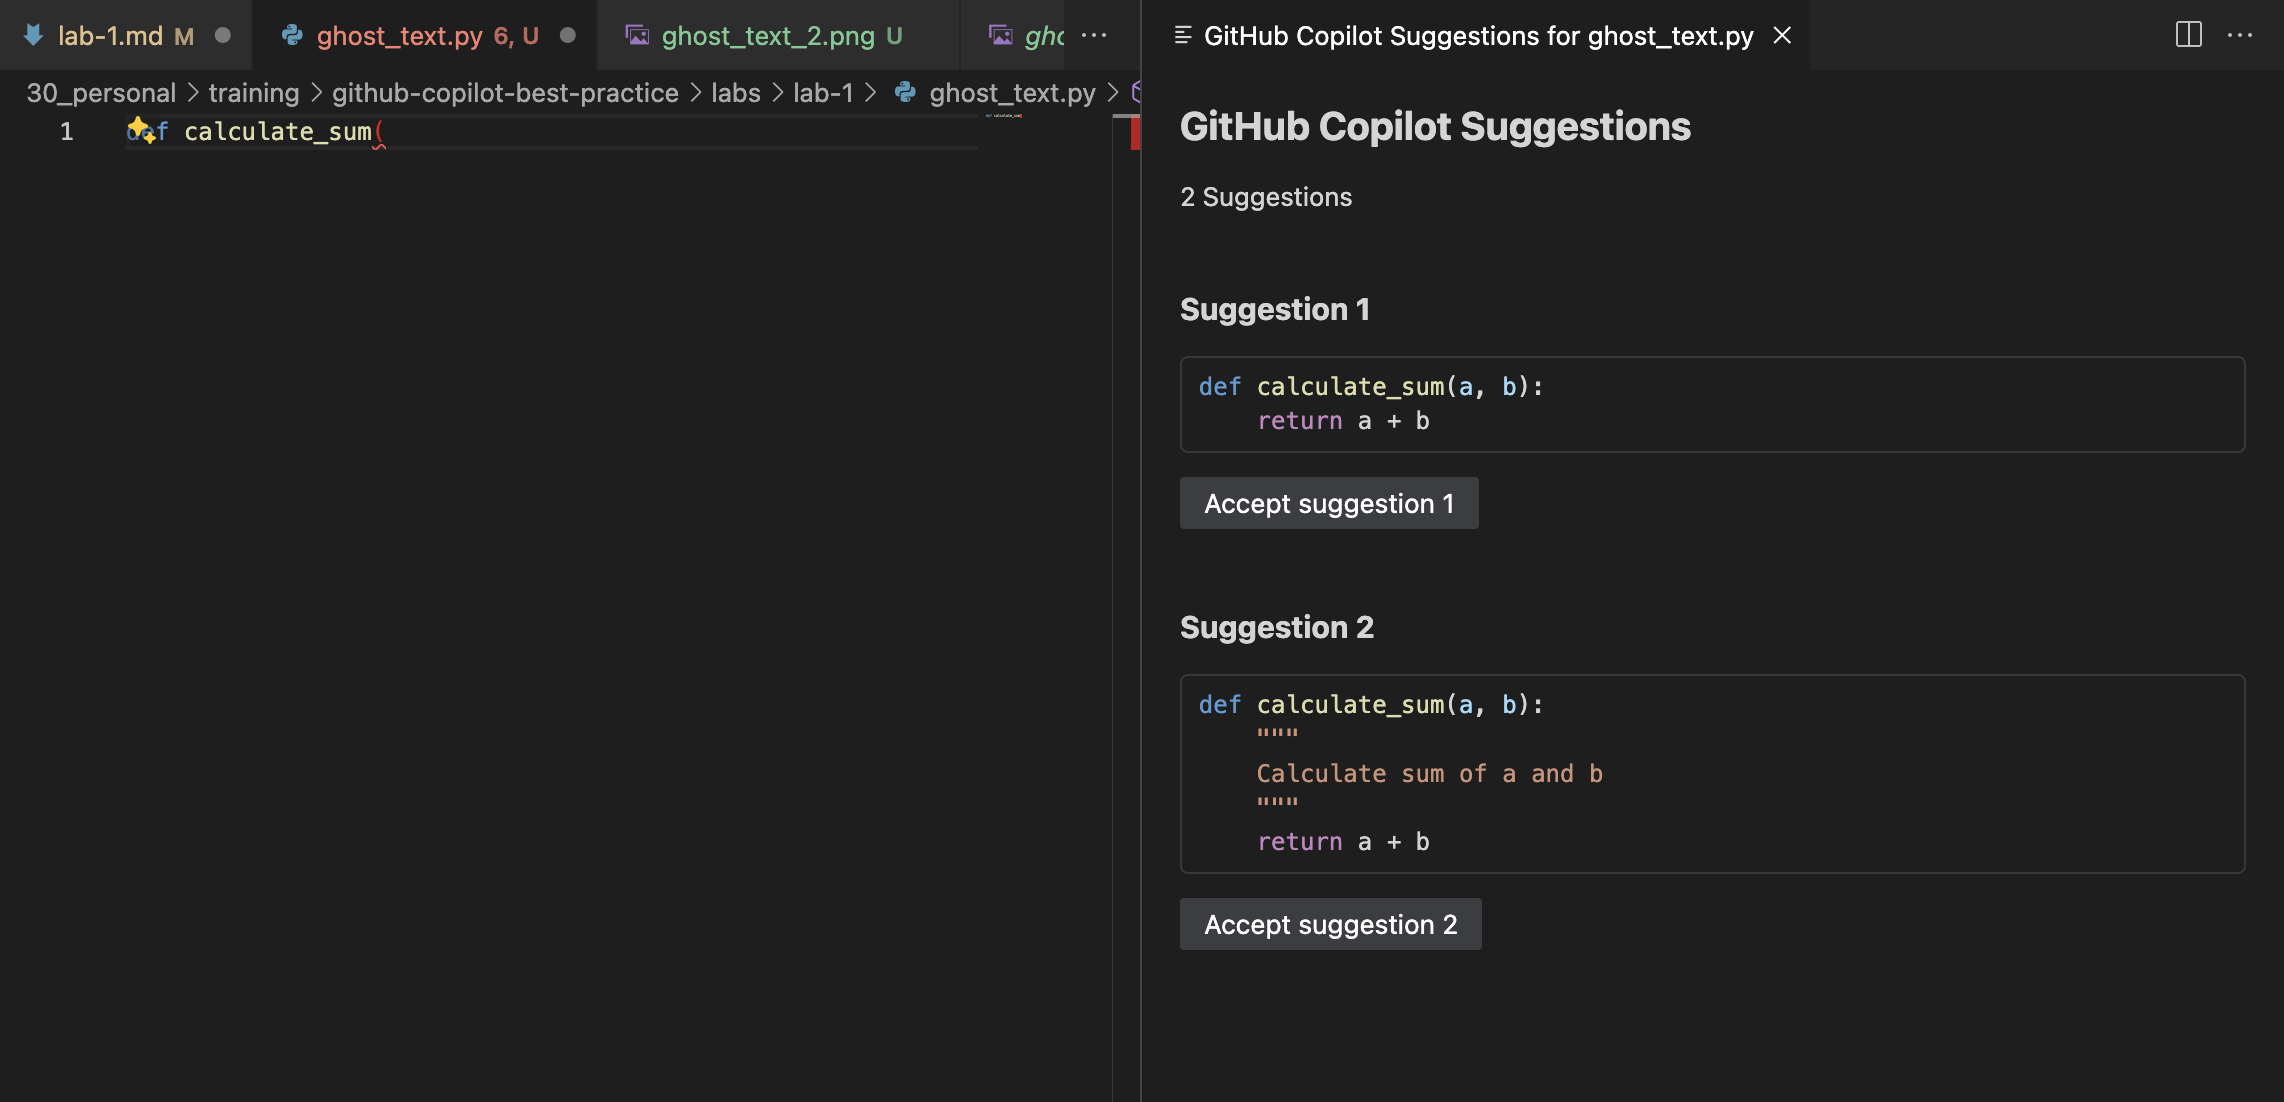 lab-1.md M
ghost_text.py 6, U
ghost_text_2.png U
30_personal > training > github-copilot-best-practice > labs > lab-1 > ghost_text.py >
1 def calculate_sum(
GitHub Copilot Suggestions for ghost_text.py
GitHub Copilot Suggestions
2 Suggestions
Suggestion 1
def calculate_sum(a, b):
    return a + b
Accept suggestion 1
Suggestion 2
def calculate_sum(a, b):
    """
    Calculate sum of a and b
    """
    return a + b
Accept suggestion 2